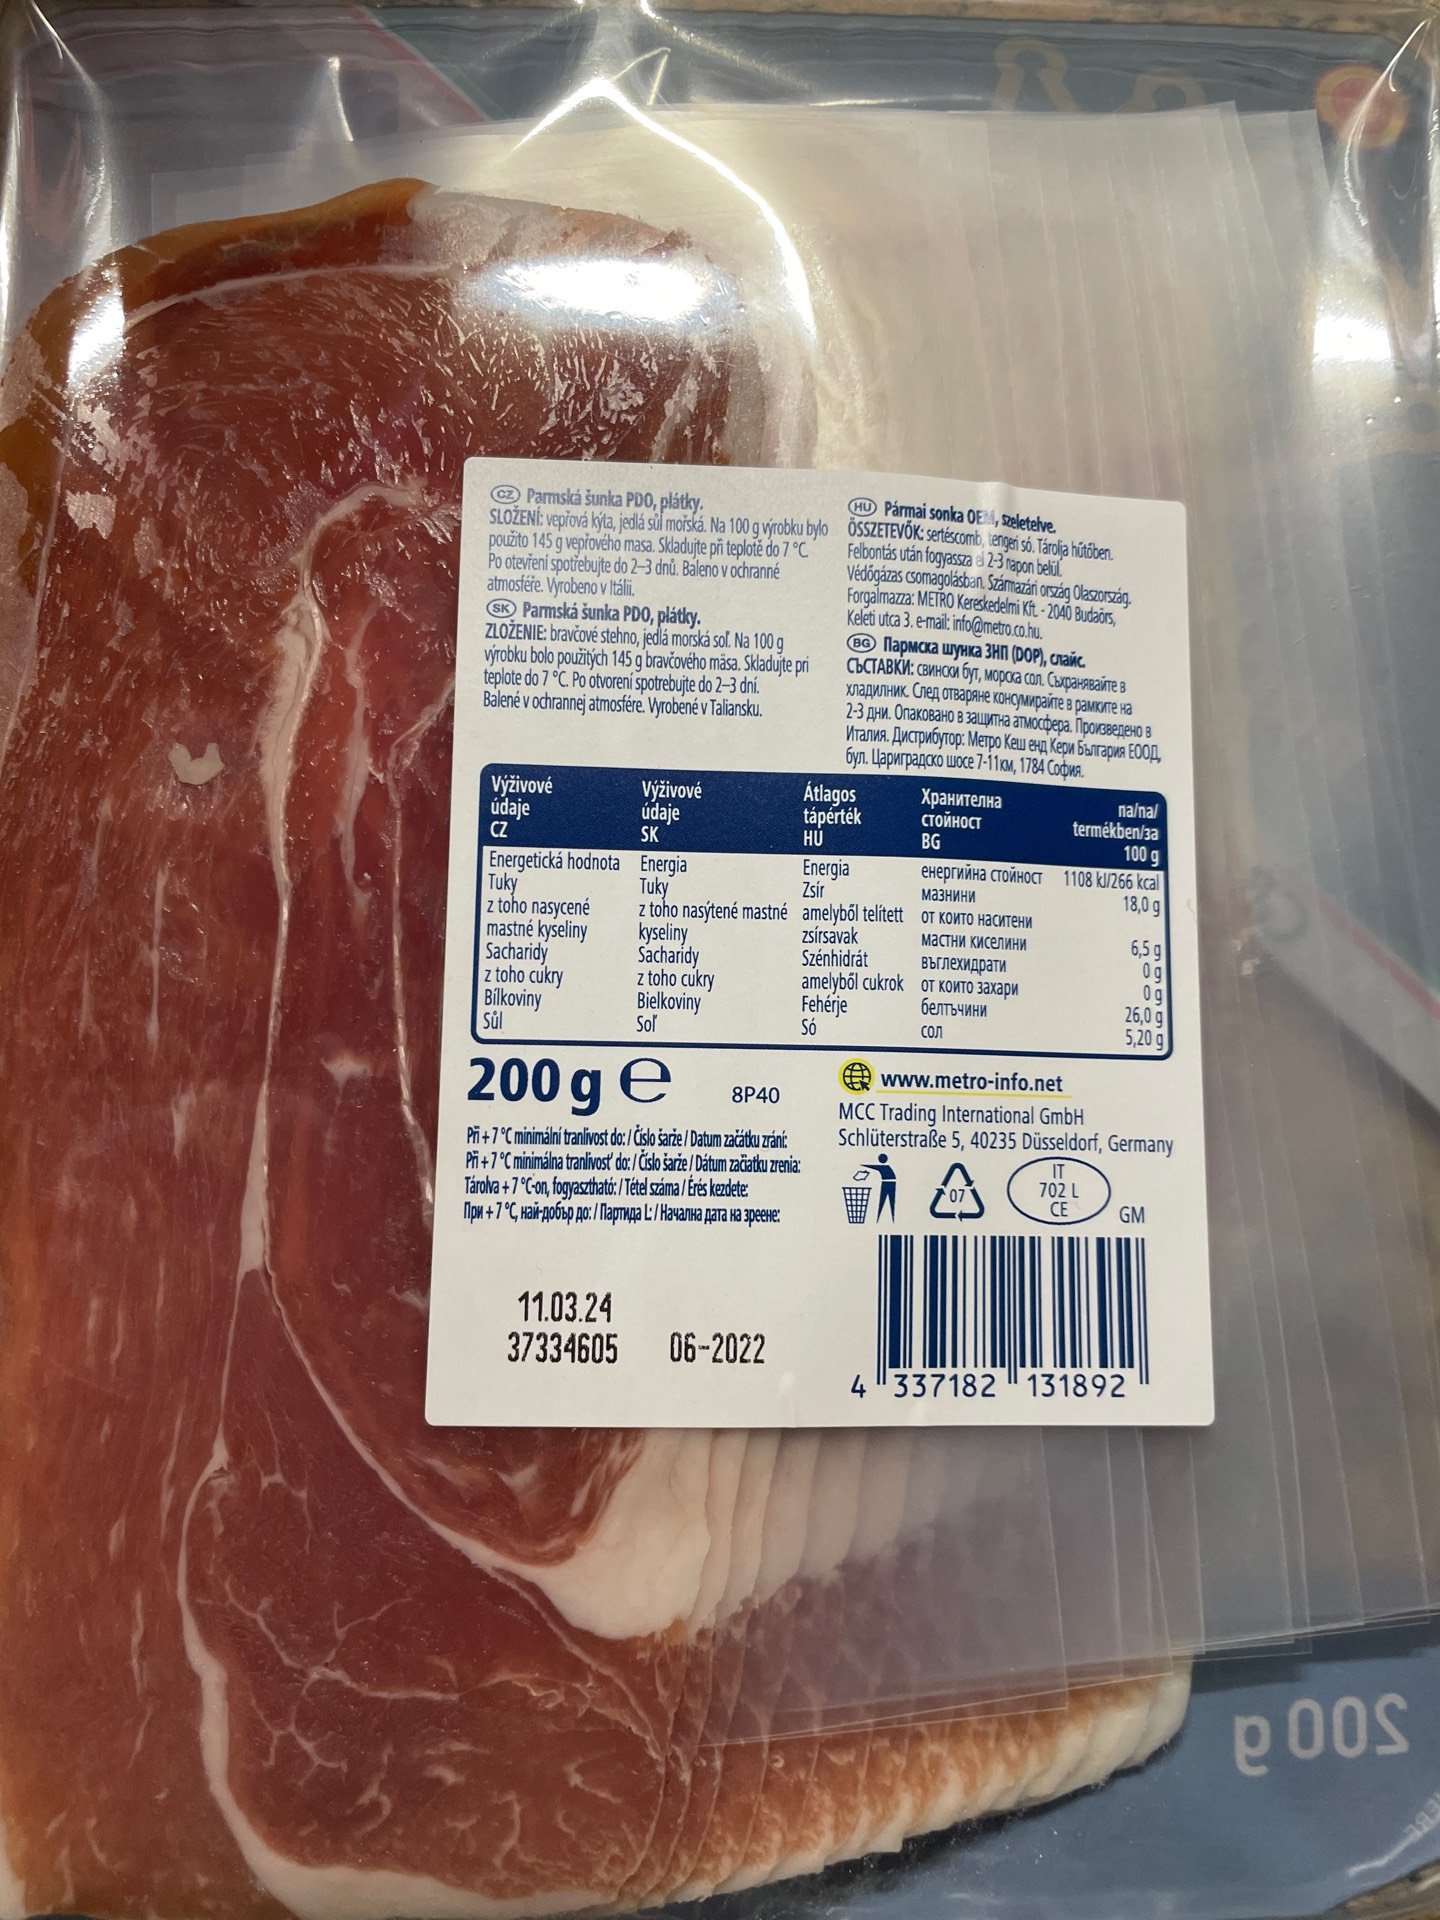 CZ Parmská šunka PDO, plátky.
SLOŽENÍ: vepřová kýta, jedlá sůl mořská. Na 100 g výrobku bylo
použito 145 g vepřového masa. Skladujte při teplotě do 7 °C.
Po otevření spotřebujte do 2–3 dnů. Baleno v ochranné
atmosféře. Vyrobeno v Itálii.
SK Parmská šunka PDO, plátky.
ZLOŽENIE: bravčové stehno, jedlá morská soľ. Na 100 g
výrobku bolo použitých 145 g bravčového mäsa. Skladujte pri
teplote do 7 °C. Po otvorení spotrebujte do 2–3 dní.
Balené v ochrannej atmosfére. Vyrobené v Taliansku.
HU Pármai sonka szeletelve.
ÖSSZETEVŐK: sertéscomb, tengeri só. Tárolja hűtőben.
Felbontás után fogyassza el 2-3 napon belül.
Védőgázas csomagolásban. Származási ország Olaszország.
Forgalmazza: METRO Kereskedelmi Kft. - 2040 Budaörs,
Keleti utca 3. e-mail: info@metro.co.hu.
BG Пармска шунка ЗНП (DOP), слайс.
СЪСТАВКИ: свински бут, морска сол. Съхранявайте в
хладилник. След отваряне консумирайте в рамките на
2-3 дни. Опаковано в защитна атмосфера. Произведено в
Италия. Дистрибутор: Метро Кеш енд Кери България ЕООД,
бул. Цариградско шосе 7-11км, 1784 София.
Výživové Výživové Átlagos Хранителна na/na/
údaje údaje tápérték стойност termékben/за
CZ SK HU BG 100 g
Energetická hodnota Energia Energia енергийна стойност 1108 kJ/266 kcal
Tuky Tuky Zsír мазнини 18,0 g
z toho nasycené z toho nasýtené mastné amelyből telített от които наситени
mastné kyseliny kyseliny zsírsavak мастни киселини 6,5 g
Sacharidy Sacharidy Szénhidrát въглехидрати 0 g
z toho cukry z toho cukry amelyből cukrok от които захари 0 g
Bílkoviny Bielkoviny Fehérje белтъчини 26,0 g
Sůl Soľ Só сол 5,20 g
200 g e 8P40
Při +7 °C minimální tranlivost do: / Číslo šarže / Datum začátku zrání:
Při +7 °C minimálna tranlivosť do: / Číslo šarže / Dátum začiatku zrenia:
Tárolva +7 °C-on, fogyasztható: / Tétel száma / Érés kezdete:
При +7 °C, най-добър до: / Партида L: / Начална дата на зреене:
www.metro-info.net
MCC Trading International GmbH
Schlüterstraße 5, 40235 Düsseldorf, Germany
07
IT
702 L
CE
GM
11.03.24
37334605 06-2022
4 337182 131892
200 g